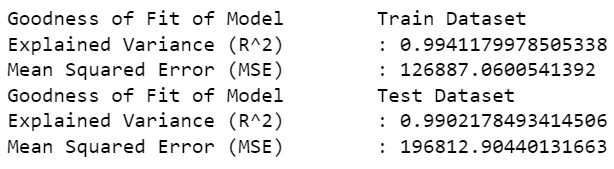 Goodness of Fit of Model Train Dataset
Explained Variance (R^2) : 0.9941179978505338
Mean Squared Error (MSE) : 126887.0600541392
Goodness of Fit of Model Test Dataset
Explained Variance (R^2) : 0.9902178493414506
Mean Squared Error (MSE) : 196812.90440131663